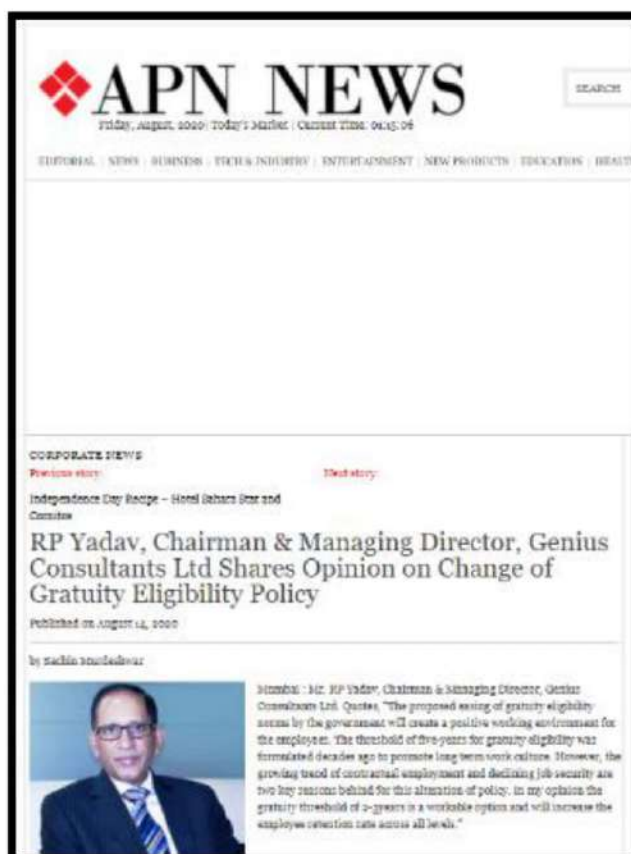 APN NEWS
SEARCH
Friday, August, 2020| Today's Market | Current Time: 01:15:06
EDITORIAL | NEWS | BUSINESS | TECH & INDUSTRY | ENTERTAINMENT | NEW PRODUCTS | EDUCATION | HEALT
CORPORATE NEWS
Previous story
Next story
Independence Day Recipe – Hotel Sahara Star and
RP Yadav, Chairman & Managing Director, Genius
Consultants Ltd Shares Opinion on Change of
Gratuity Eligibility Policy
Published on August 14, 2020
by Sachin Murdeshwar
Mumbai : Mr. RP Yadav, Chairman & Managing Director, Genius
Consultants Ltd. Quotes, "The proposed easing of gratuity eligibility
norms by the government will create a positive working environment for
the employees. The threshold of five-years for gratuity eligibility was
formulated decades ago to promote long term work culture. However, the
growing trend of contractual employment and declining job security are
two key reasons behind for this alteration of policy. in my opinion the
gratuity threshold of 2-3years is a workable option and will increase the
employee retention rate across all levels."